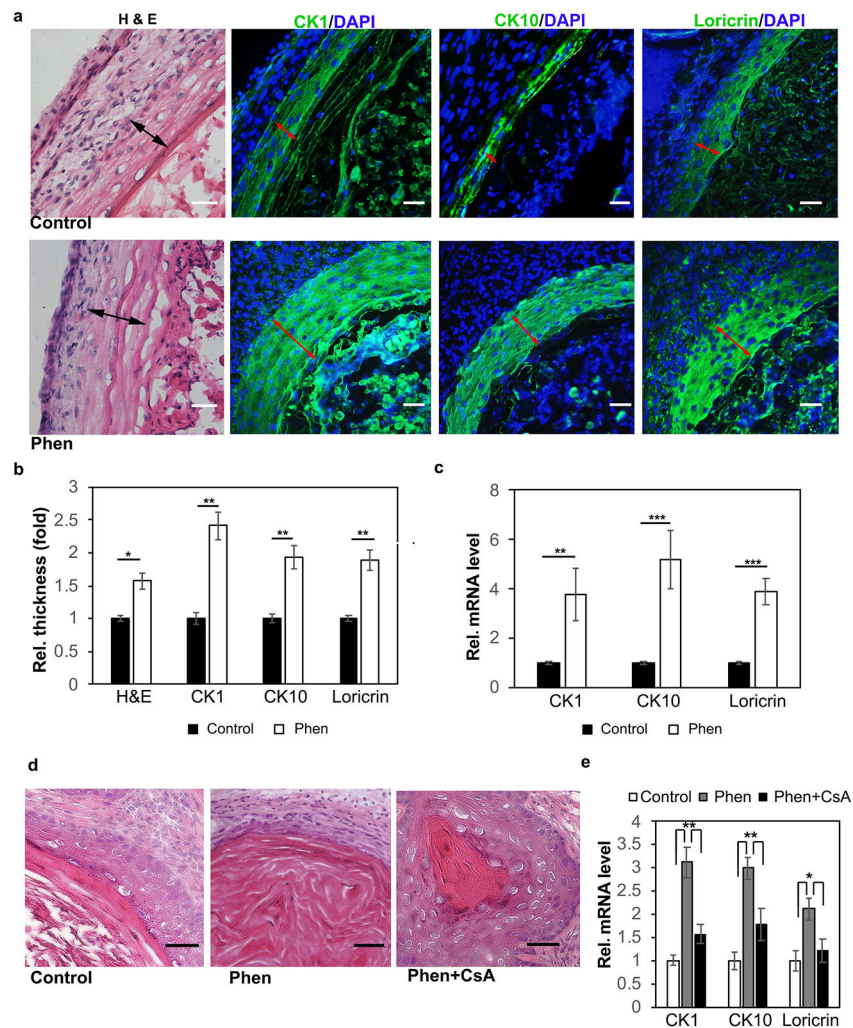 a
H & E
CK1/DAPI
CK10/DAPI
Loricrin/DAPI
Control
Phen
b
Rel. thickness (fold)
3
2.5
2
1.5
1
0.5
0
*
**
**
**
H&E
CK1
CK10
Loricrin
Control
Phen
c
Rel. mRNA level
8
6
4
2
0
**
***
***
CK1
CK10
Loricrin
Control
Phen
d
Control
Phen
Phen+CsA
e
Control
Phen
Phen+CsA
Rel. mRNA level
4
3.5
3
2.5
2
1.5
1
0.5
0
**
**
*
CK1
CK10
Loricrin